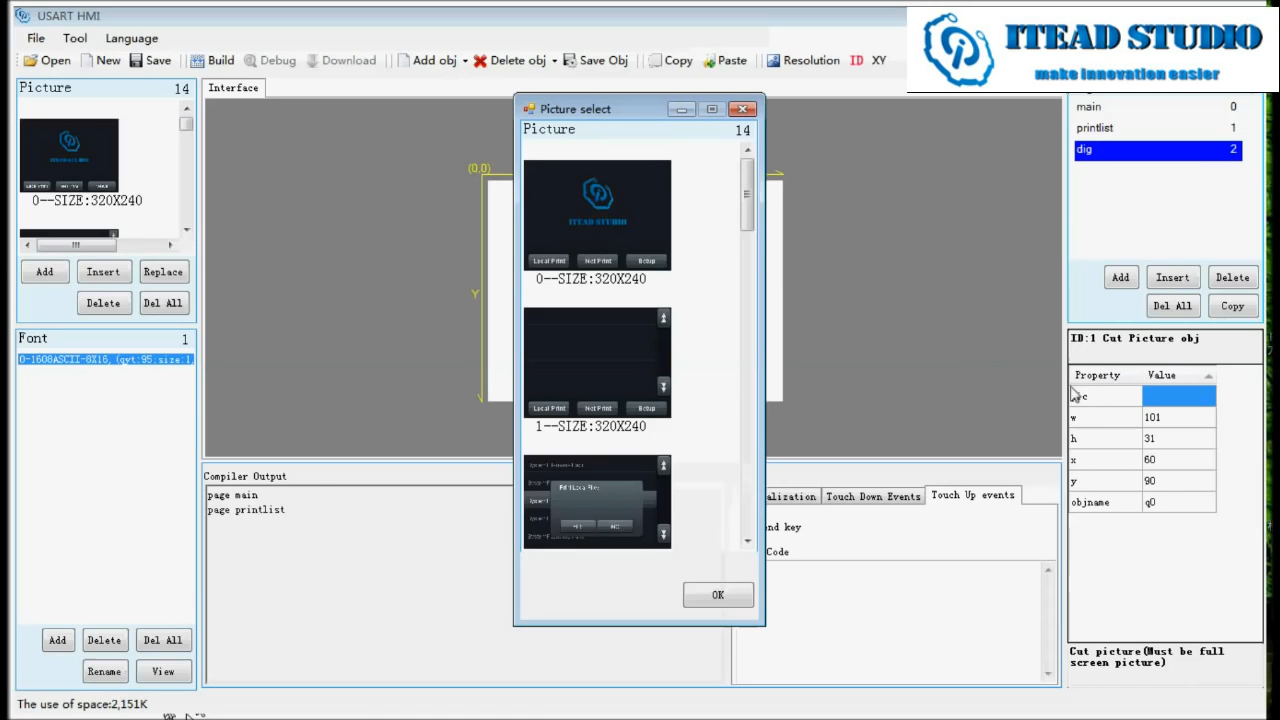 USART HMI
ITEAD STUDIO
make innovation easier
File Tool Language
Open New Save Build Debug Download Add obj Delete obj Save Obj Copy Paste Resolution ID XY
Picture 14
0--SIZE:320X240
Add Insert Replace
Delete Del All
Font 1
0-1608ASCII-8X16, (qyt:95;size:1,
Add Delete Del All
Rename View
Interface
(0,0)
Y
Picture select
Picture 14
ITEAD STUDIO
Local Print Net Print Setup
0--SIZE:320X240
Local Print Net Print Setup
1--SIZE:320X240
OK
Compiler Output
page main
page printlist
alization Touch Down Events Touch Up events
nd key
Code
main 0
printlist 1
dig 2
Add Insert Delete
Del All Copy
ID:1 Cut Picture obj
Property Value
c
w 101
h 31
x 60
y 90
objname q0
Cut picture(Must be full
screen picture)
The use of space:2,151K